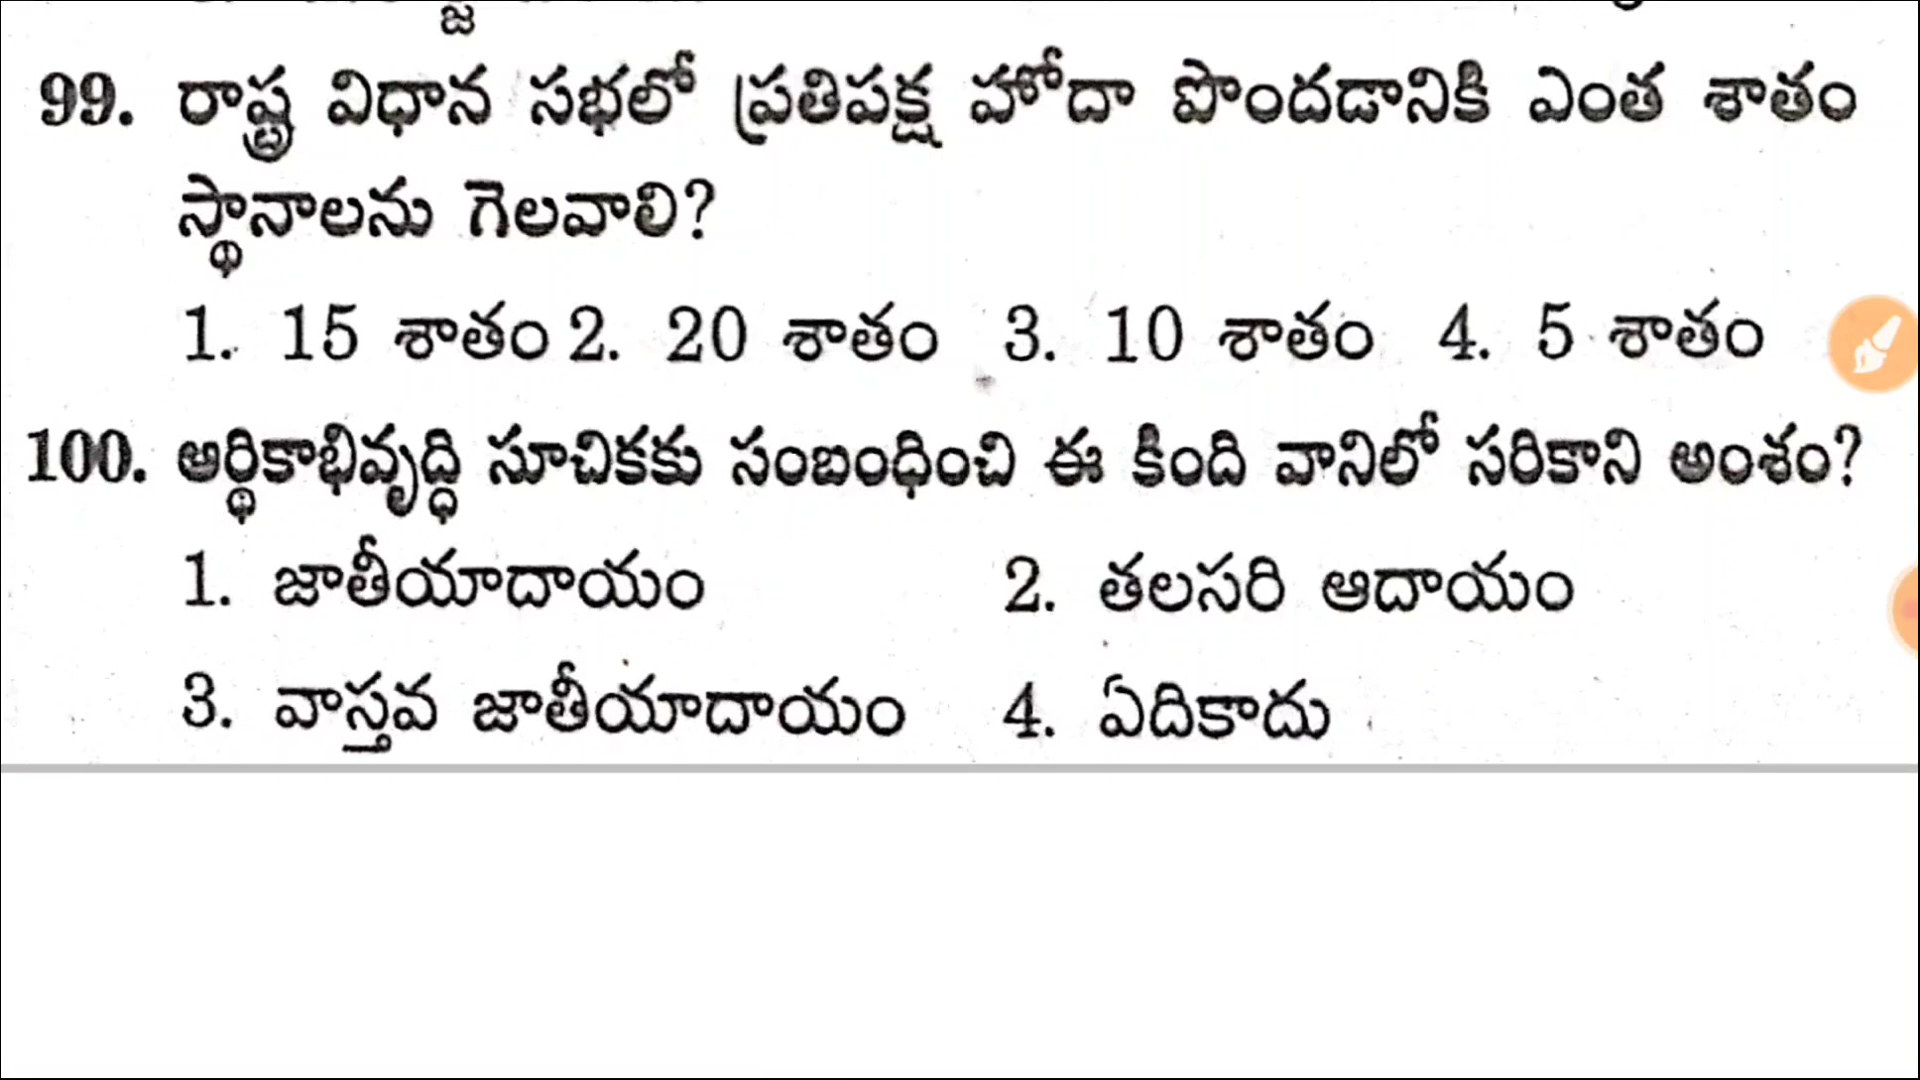 99. రాష్ట్ర విధాన సభలో ప్రతిపక్ష హోదా పొందడానికి ఎంత శాతం
స్థానాలను గెలవాలి?
1. 15 శాతం 2. 20 శాతం 3. 10 శాతం 4. 5 శాతం
100. అర్థికాభివృద్ధి సూచికకు సంబంధించి ఈ కింది వానిలో సరికాని అంశం?
1. జాతీయాదాయం 2. తలసరి ఆదాయం
3. వాస్తవ జాతీయాదాయం 4. ఏదికాదు